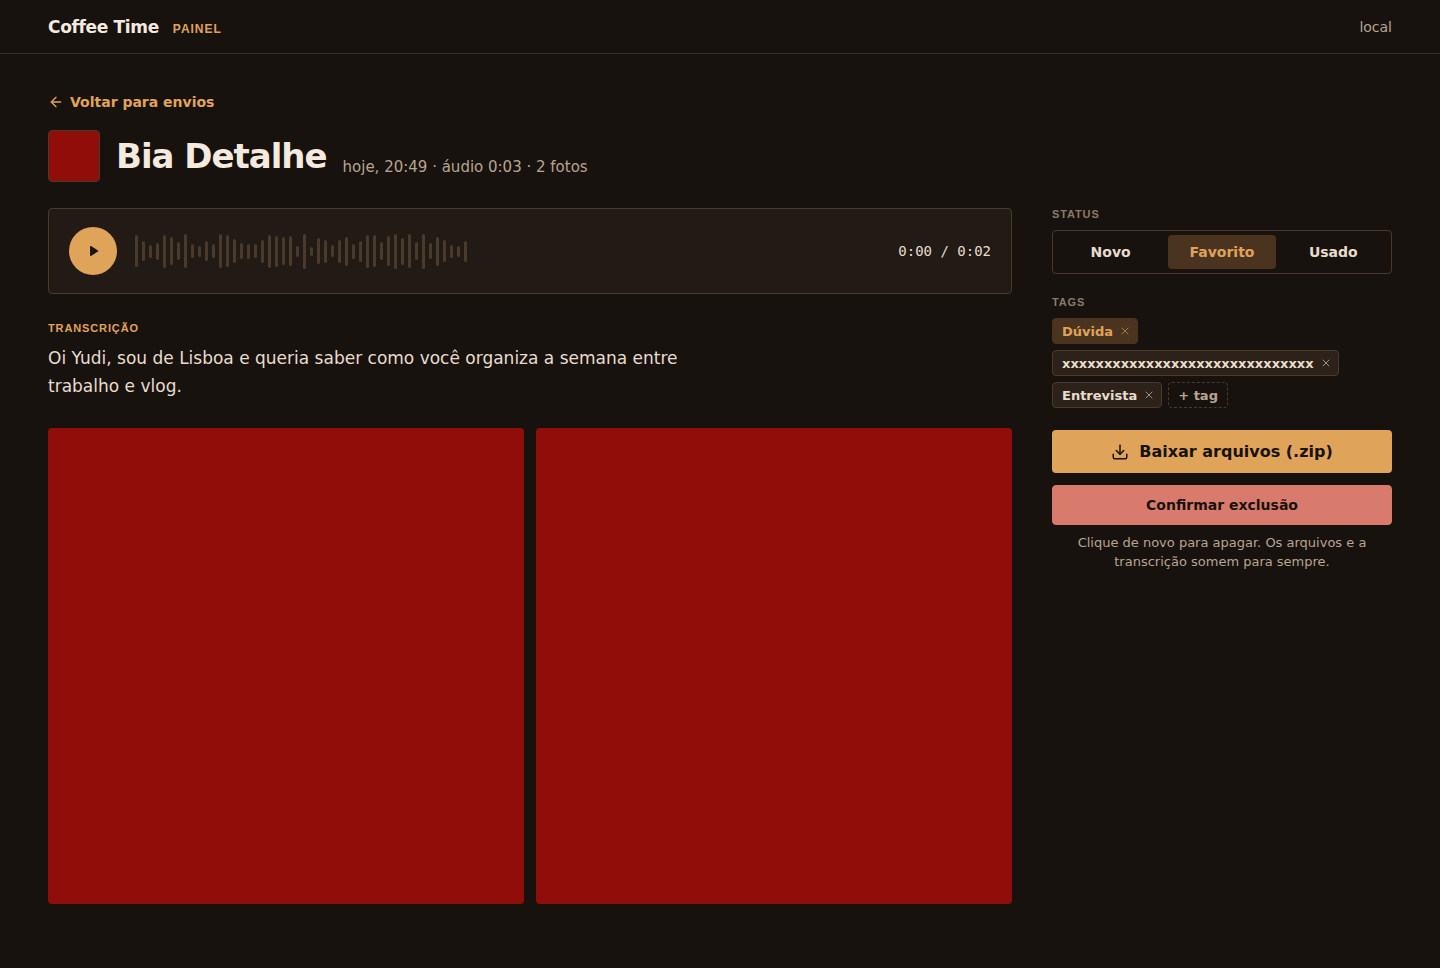 Coffee Time PAINEL
local
Voltar para envios
Bia Detalhe
hoje, 20:49 · áudio 0:03 · 2 fotos
0:00 / 0:02
TRANSCRIÇÃO
Oi Yudi, sou de Lisboa e queria saber como você organiza a semana entre
trabalho e vlog.
STATUS
Novo Favorito Usado
TAGS
Dúvida ×
xxxxxxxxxxxxxxxxxxxxxxxxxxxxxx ×
Entrevista × + tag
Baixar arquivos (.zip)
Confirmar exclusão
Clique de novo para apagar. Os arquivos e a
transcrição somem para sempre.